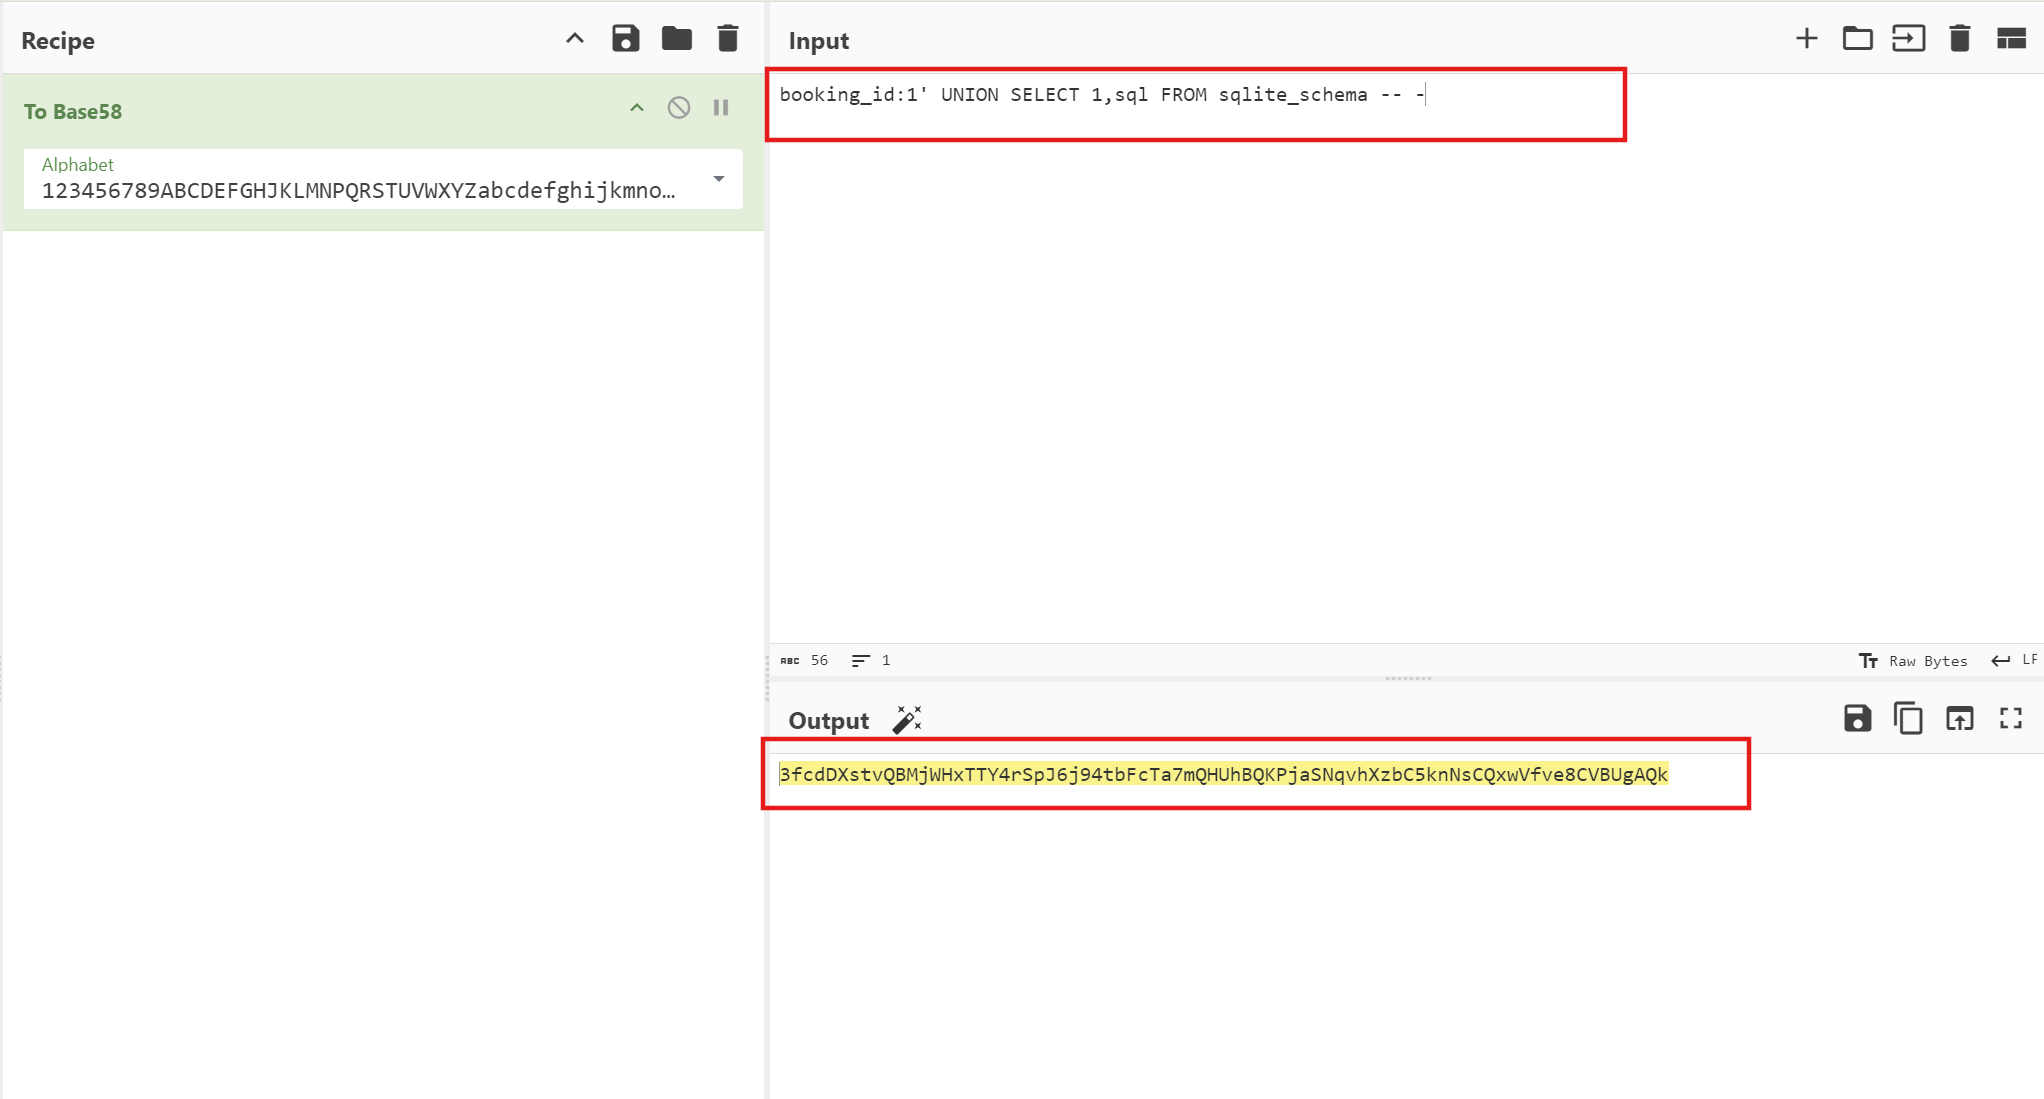 Recipe
To Base58
Alphabet
123456789ABCDEFGHJKLMNPQRSTUVWXYZabcdefghijkmno…
Input
booking_id:1' UNION SELECT 1,sql FROM sqlite_schema -- -
ABC 56 1
Raw Bytes LF
Output
3fcdDXstvQBMjWHxTTY4rSpJ6j94tbFcTa7mQHUhBQKPjaSNqvhXzbC5knNsCQxwVfve8CVBUgAQk